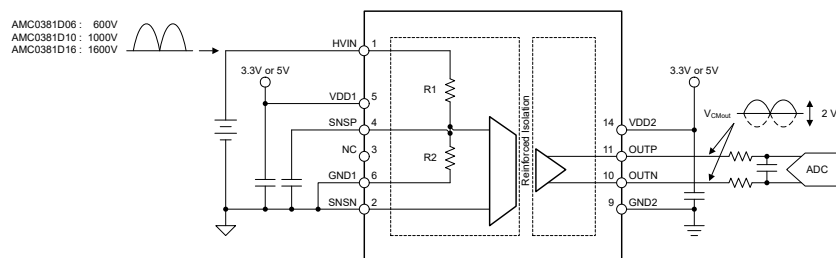 AMC0381D06 : 600V
AMC0381D10 : 1000V
AMC0381D16 : 1600V
HVIN 1
3.3V or 5V
VDD1 5
SNSP 4
NC 3
GND1 6
SNSN 2
R1
R2
Reinforced Isolation
3.3V or 5V
14 VDD2
11 OUTP
10 OUTN
9 GND2
VCMout
2 V
ADC